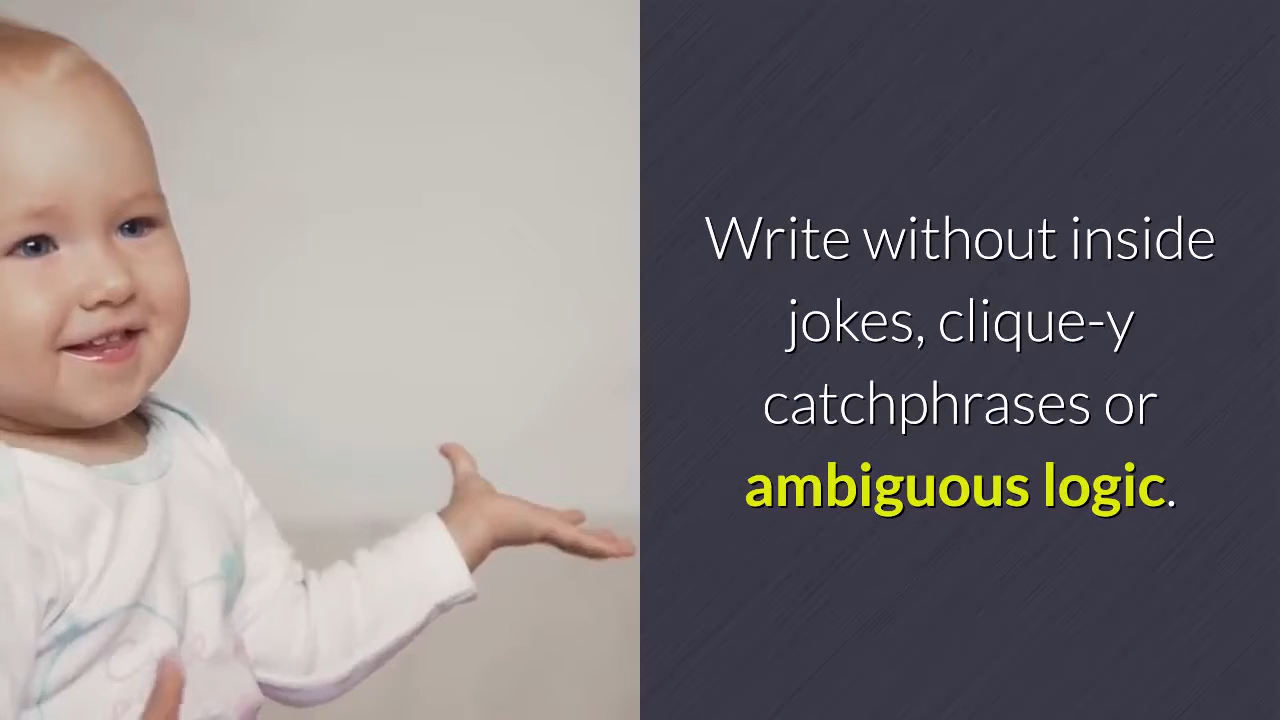 Write without inside
jokes, clique-y
catchphrases or
ambiguous logic.